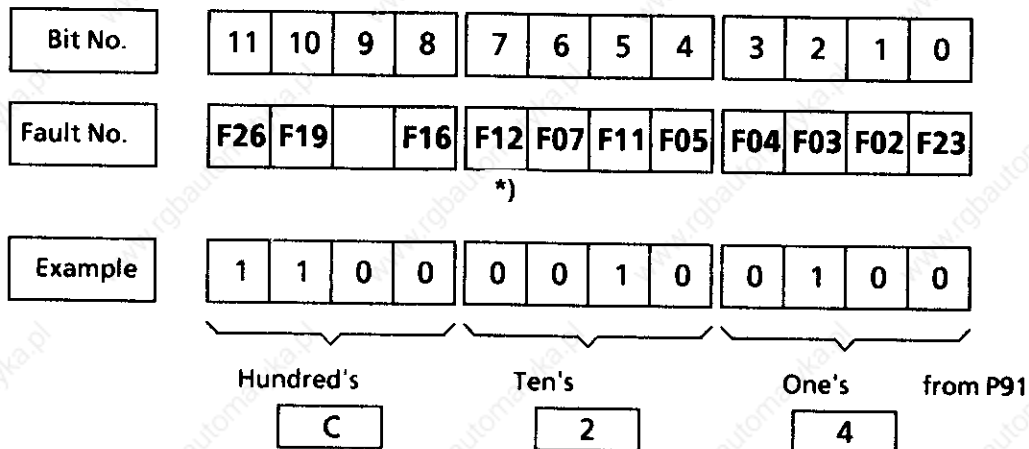 Bit No. 11 10 9 8 7 6 5 4 3 2 1 0
Fault No. F26 F19 F16 F12 F07 F11 F05 F04 F03 F02 F23
*)
Example 1 1 0 0 0 0 1 0 0 1 0 0
Hundred's Ten's One's from P91
C 2 4